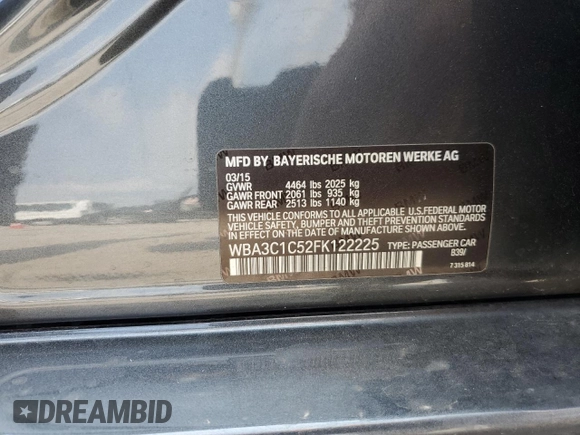 MFD BY BAYERISCHE MOTOREN WERKE AG
03/15
GVWR 4464 lbs 2025 kg
GAWR FRONT 2061 lbs 935 kg
GAWR REAR 2513 lbs 1140 kg
THIS VEHICLE CONFORMS TO ALL APPLICABLE U.S. FEDERAL MOTOR
VEHICLE SAFETY, BUMPER, AND THEFT PREVENTION STANDARDS IN
EFFECT ON THE DATE OF MANUFACTURE SHOWN ABOVE.
WBA3C1C52FK122225 TYPE: PASSENGER CAR
B39/
7 315 814
DREAMBID